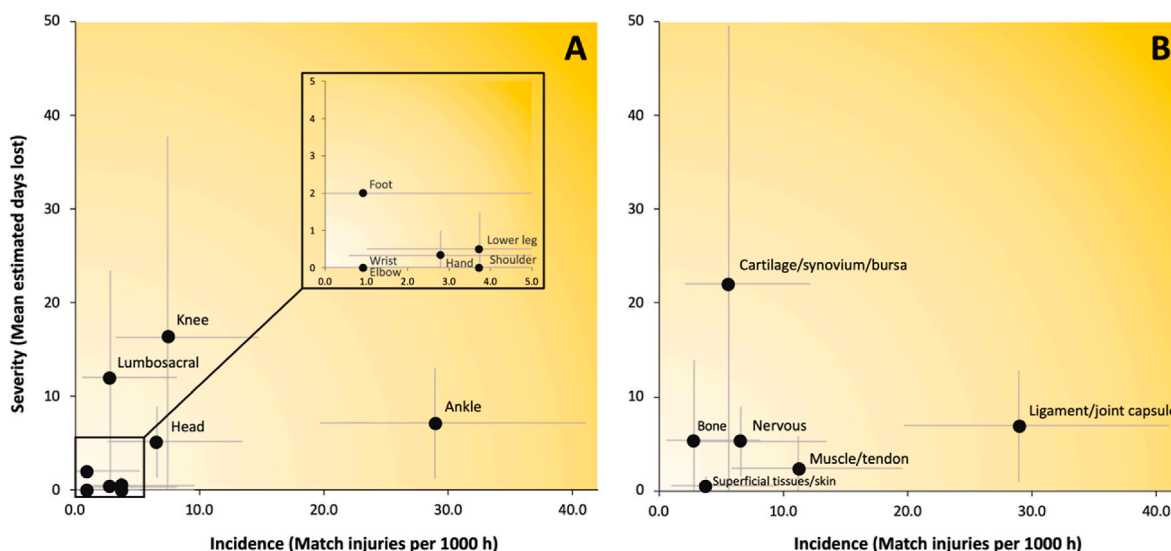 A
B
Severity (Mean estimated days lost)
50
40
30
20
10
0
5
4
3
2
1
0
Foot
Lower leg
Wrist
Hand
Shoulder
Elbow
0.0
1.0
2.0
3.0
4.0
5.0
Knee
Lumbosacral
Head
Ankle
0.0
10.0
20.0
30.0
40.0
Incidence (Match injuries per 1000 h)
50
40
30
20
10
0
Cartilage/synovium/bursa
Ligament/joint capsule
Bone
Nervous
Muscle/tendon
Superficial tissues/skin
0.0
10.0
20.0
30.0
40.0
Incidence (Match injuries per 1000 h)